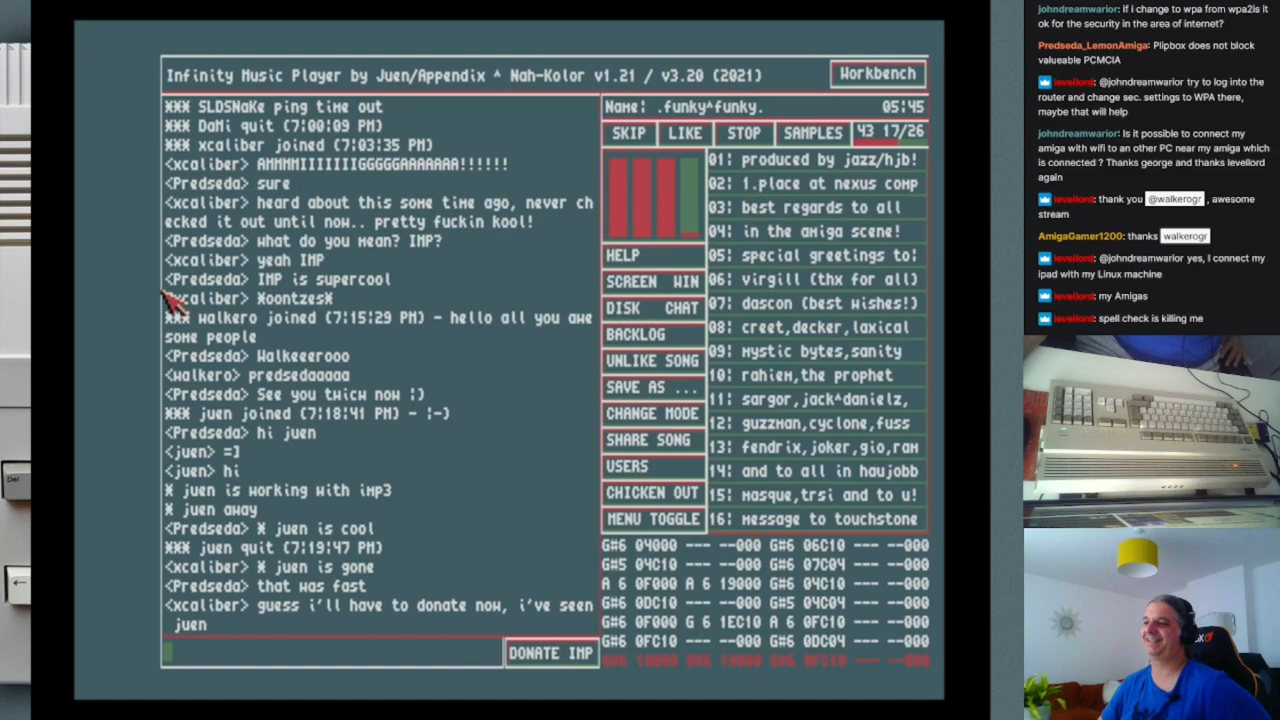 Infinity Music Player by Juen/Appendix ^ Nah-Kolor v1.21 / v3.20 (2021)
Workbench
*** SLDSNaKe ping time out
*** DaMi quit (7:00:09 PM)
*** xcaliber joined (7:03:35 PM)
<xcaliber> AMMMMIIIIIIIGGGGGAAAAAAA!!!!!!
<Predseda> sure
<xcaliber> heard about this some time ago, never ch
ecked it out until now.. pretty fuckin kool!
<Predseda> what do you mean? IMP?
<xcaliber> yeah IMP
<Predseda> IMP is supercool
<xcaliber> *oontzes*
*** walkero joined (7:15:29 PM) - hello all you awe
some people
<Predseda> Walkeeerooo
<walkero> predsedaaaaa
<Predseda> See you twich now :)
*** juen joined (7:18:41 PM) - :-)
<Predseda> hi juen
<juen> =]
<juen> hi
* juen is working with imp3
* juen away
<Predseda> * juen is cool
*** juen quit (7:19:47 PM)
<xcaliber> * juen is gone
<Predseda> that was fast
<xcaliber> guess i'll have to donate now, i've seen
juen
DONATE IMP
Name: .funky^funky. 05:45
SKIP LIKE STOP SAMPLES 43 17/26
HELP
SCREEN WIN
DISK CHAT
BACKLOG
UNLIKE SONG
SAVE AS ...
CHANGE MODE
SHARE SONG
USERS
CHICKEN OUT
MENU TOGGLE
01: produced by jazz/hjb!
02: 1.place at nexus comp
03: best regards to all
04: in the amiga scene!
05: special greetings to:
06: virgill (thx for all)
07: dascon (best wishes!)
08: creet,decker,laxical
09: mystic bytes,sanity
10: rahiem,the prophet
11: sargor,jack^danielz,
12: guzzman,cyclone,fuss
13: fendrix,joker,gio,ram
14: and to all in haujobb
15: masque,trsi and to u!
16: message to touchstone
G#6 04000 --- --000 G#6 06C10 --- --000
G#5 04C10 --- --000 G#6 07C04 --- --000
A 6 0F000 A 6 19000 G#6 04C10 --- --000
G#6 0DC10 --- --000 G#5 04C04 --- --000
G#6 0F000 G 6 1EC10 A 6 0FC10 --- --000
G#6 0FC10 --- --000 G#6 0DC04 --- --000
johndreamwarior: if i change to wpa from wpa2is it
ok for the security in the area of internet?
Predseda_LemonAmiga: Plipbox does not block
valueable PCMCIA
levellord: @johndreamwarior try to log into the
router and change sec. settings to WPA there,
maybe that will help
johndreamwarior: Is it possible to connect my
amiga with wifi to an other PC near my amiga which
is connected ? Thanks george and thanks levellord
again
levellord: thank you @walkerogr , awesome
stream
AmigaGamer1200: thanks walkerogr
levellord: @johndreamwarior yes, I connect my
ipad with my Linux machine
levellord: my Amigas
levellord: spell check is killing me
Del
←